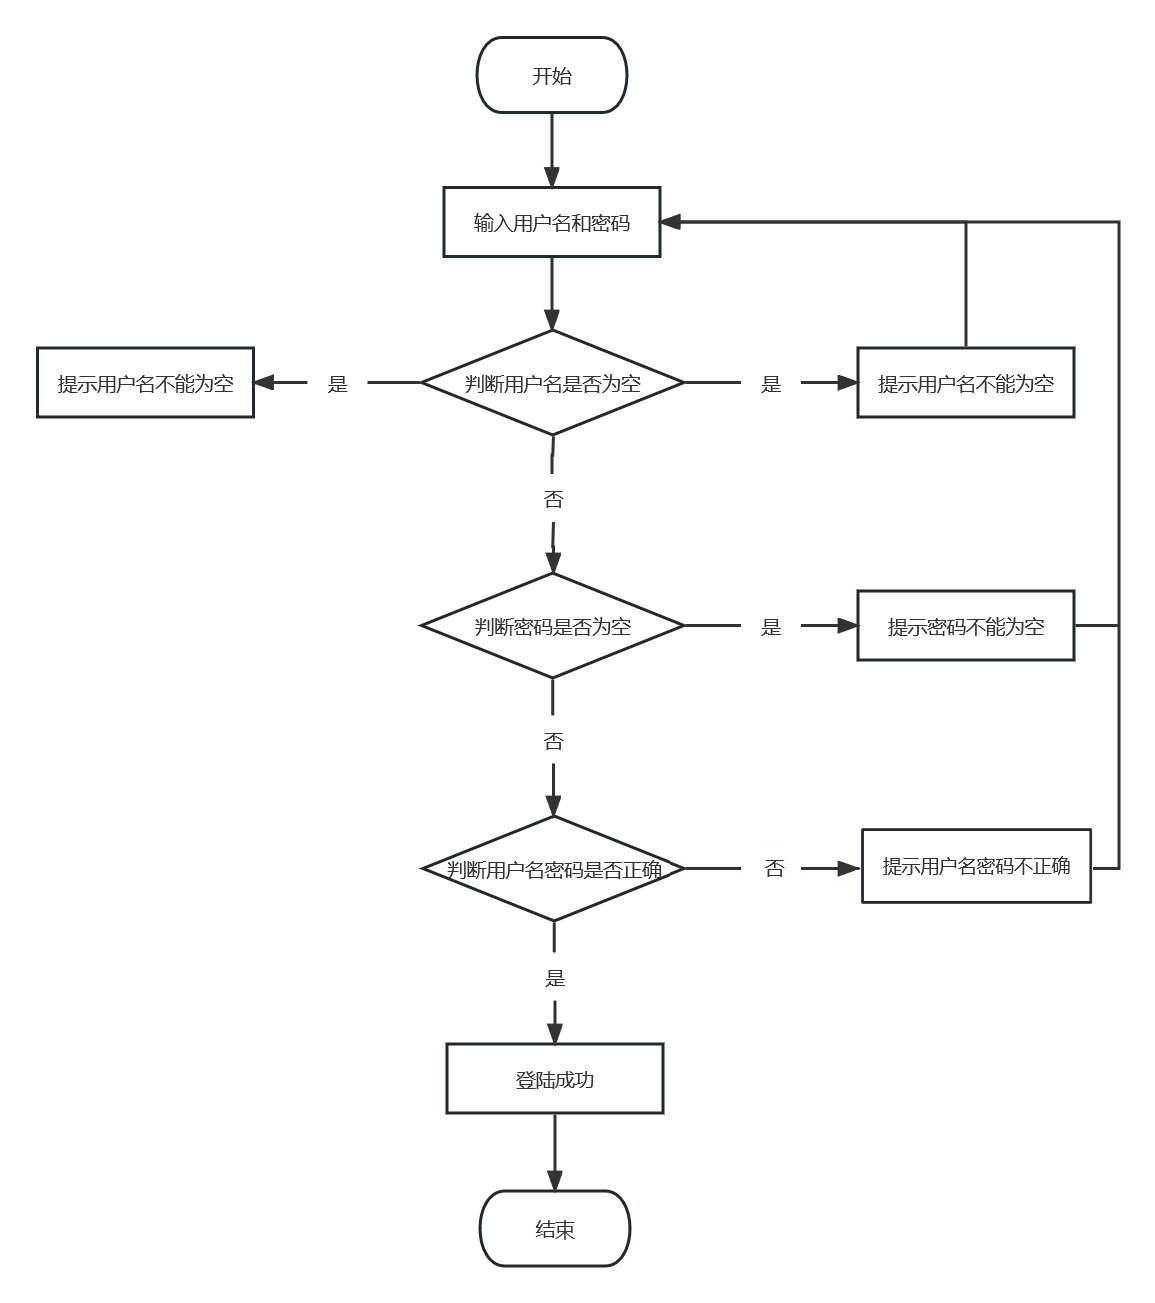 开始
输入用户名和密码
提示用户名不能为空
是
判断用户名是否为空
是
提示用户名不能为空
否
判断密码是否为空
是
提示密码不能为空
否
判断用户名密码是否正确
否
提示用户名密码不正确
是
登陆成功
结束